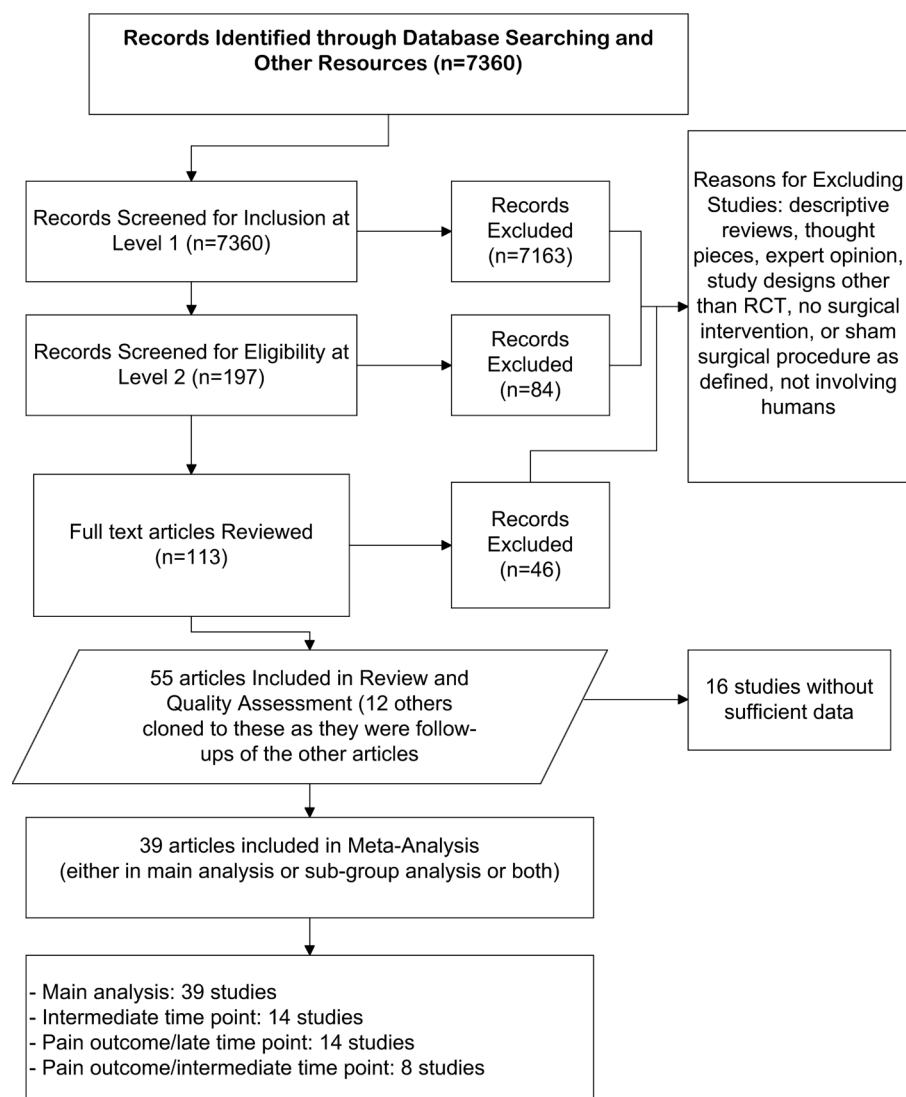 Records Identified through Database Searching and
Other Resources (n=7360)
Records Screened for Inclusion at
Level 1 (n=7360)
Records
Excluded
(n=7163)
Reasons for Excluding
Studies: descriptive
reviews, thought
pieces, expert opinion,
study designs other
than RCT, no surgical
intervention, or sham
surgical procedure as
defined, not involving
humans
Records Screened for Eligibility at
Level 2 (n=197)
Records
Excluded
(n=84)
Full text articles Reviewed
(n=113)
Records
Excluded
(n=46)
55 articles Included in Review and
Quality Assessment (12 others
cloned to these as they were follow-
ups of the other articles
16 studies without
sufficient data
39 articles included in Meta-Analysis
(either in main analysis or sub-group analysis or both)
- Main analysis: 39 studies
- Intermediate time point: 14 studies
- Pain outcome/late time point: 14 studies
- Pain outcome/intermediate time point: 8 studies